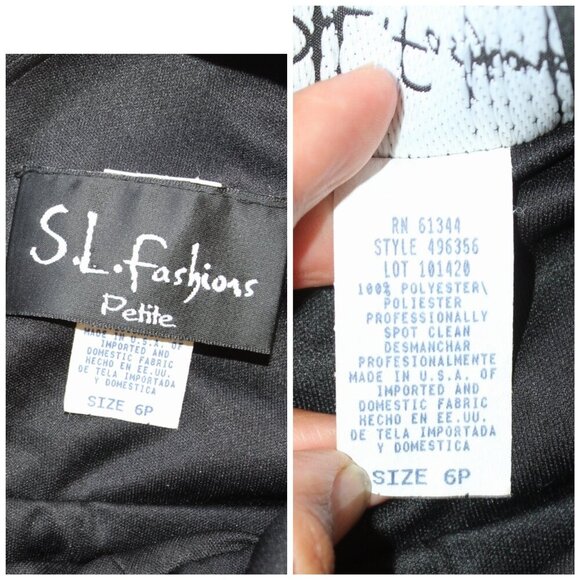 S.L. Fashions
Petite
MADE IN U.S.A. OF
IMPORTED AND
DOMESTIC FABRIC
HECHO EN EE.UU.
DE TELA IMPORTADA
Y DOMESTICA
SIZE 6P
RN 61344
STYLE 496356
LOT 101420
100% POLYESTER\
POLIESTER
PROFESSIONALLY
SPOT CLEAN
DESMANCHAR
PROFESIONALMENTE
MADE IN U.S.A. OF
IMPORTED AND
DOMESTIC FABRIC
HECHO EN EE.UU.
DE TELA IMPORTADA
Y DOMESTICA
SIZE 6P